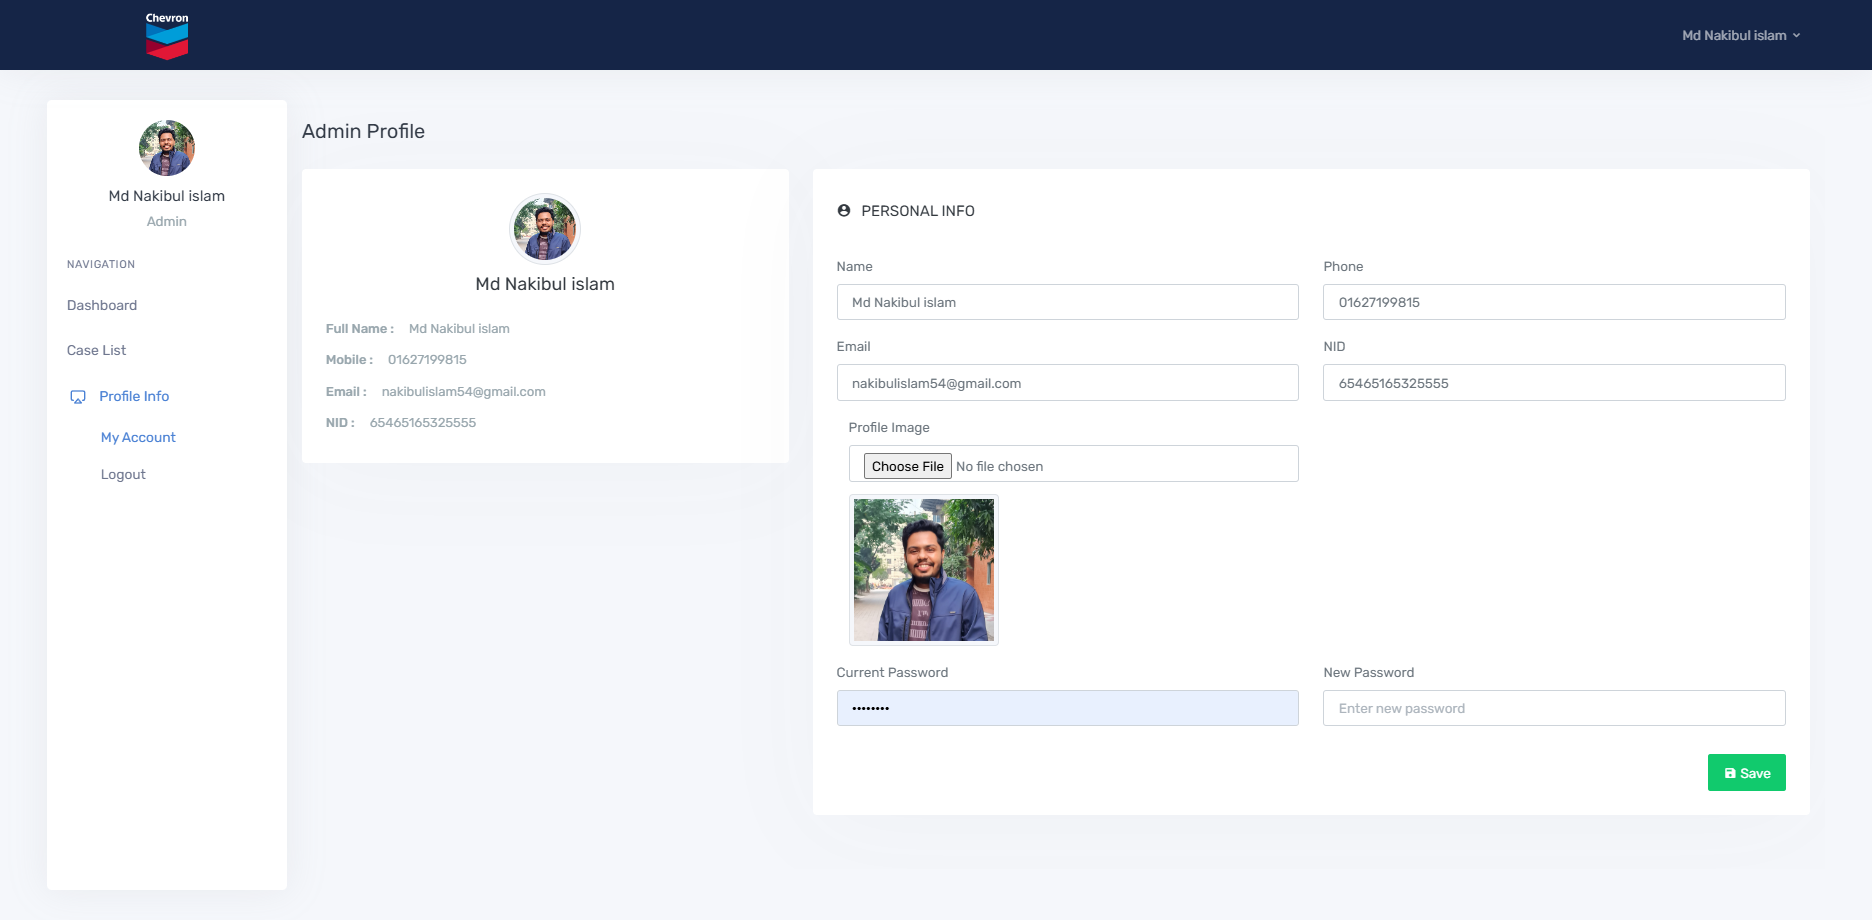 Chevron
Md Nakibul islam
Md Nakibul islam
Admin
NAVIGATION
Dashboard
Case List
Profile Info
My Account
Logout
Admin Profile
Md Nakibul islam
Full Name : Md Nakibul islam
Mobile : 01627199815
Email : nakibulislam54@gmail.com
NID : 65465165325555
PERSONAL INFO
Name Phone
Md Nakibul islam 01627199815
Email NID
nakibulislam54@gmail.com 65465165325555
Profile Image
Choose File No file chosen
Current Password New Password
•••••••• Enter new password
Save